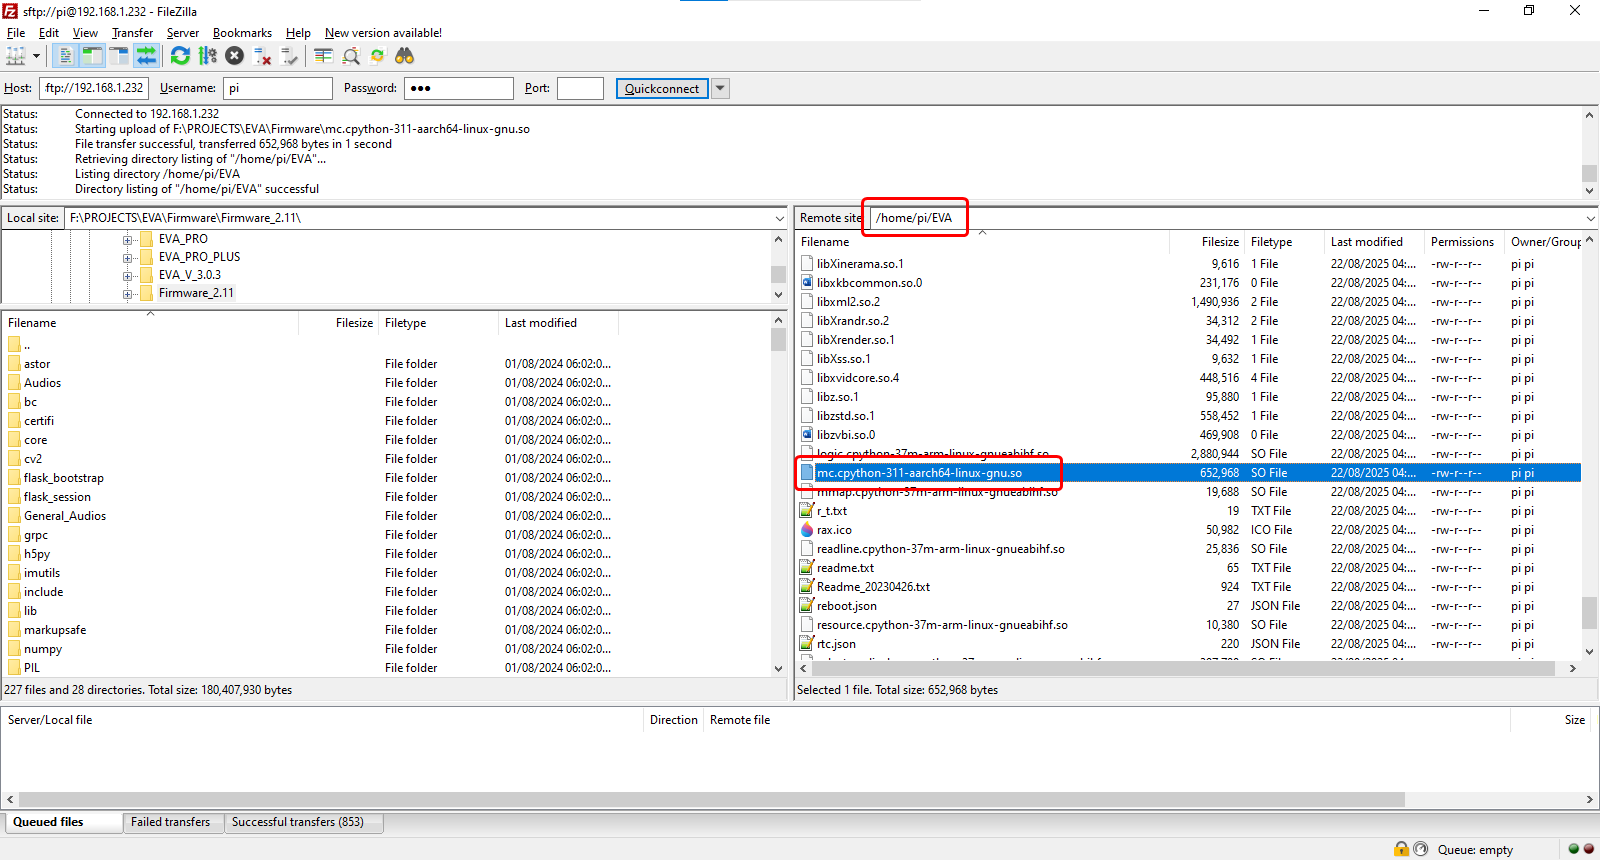 sftp://pi@192.168.1.232 - FileZilla
File Edit View Transfer Server Bookmarks Help New version available!
Host: ftp://192.168.1.232 Username: pi Password: ●●● Port: Quickconnect
Status: Connected to 192.168.1.232
Status: Starting upload of F:\PROJECTS\EVA\Firmware\mc.cpython-311-aarch64-linux-gnu.so
Status: File transfer successful, transferred 652,968 bytes in 1 second
Status: Retrieving directory listing of "/home/pi/EVA"...
Status: Listing directory /home/pi/EVA
Status: Directory listing of "/home/pi/EVA" successful
Local site: F:\PROJECTS\EVA\Firmware\Firmware_2.11\
EVA_PRO
EVA_PRO_PLUS
EVA_V_3.0.3
Firmware_2.11
Filename Filesize Filetype Last modified
..
astor File folder 01/08/2024 06:02:0...
Audios File folder 01/08/2024 06:02:0...
bc File folder 01/08/2024 06:02:0...
certifi File folder 01/08/2024 06:02:0...
core File folder 01/08/2024 06:02:0...
cv2 File folder 01/08/2024 06:02:0...
flask_bootstrap File folder 01/08/2024 06:02:0...
flask_session File folder 01/08/2024 06:02:0...
General_Audios File folder 01/08/2024 06:02:0...
grpc File folder 01/08/2024 06:02:0...
h5py File folder 01/08/2024 06:02:0...
imutils File folder 01/08/2024 06:02:0...
include File folder 01/08/2024 06:02:0...
lib File folder 01/08/2024 06:02:0...
markupsafe File folder 01/08/2024 06:02:0...
numpy File folder 01/08/2024 06:02:0...
PIL File folder 01/08/2024 06:02:0...
227 files and 28 directories. Total size: 180,407,930 bytes
Remote site /home/pi/EVA
Filename Filesize Filetype Last modified Permissions Owner/Group
libXinerama.so.1 9,616 1 File 22/08/2025 04:... -rw-r--r-- pi pi
libxkbcommon.so.0 231,176 0 File 22/08/2025 04:... -rw-r--r-- pi pi
libxml2.so.2 1,490,936 2 File 22/08/2025 04:... -rw-r--r-- pi pi
libXrandr.so.2 34,312 2 File 22/08/2025 04:... -rw-r--r-- pi pi
libXrender.so.1 34,492 1 File 22/08/2025 04:... -rw-r--r-- pi pi
libXss.so.1 9,632 1 File 22/08/2025 04:... -rw-r--r-- pi pi
libxvidcore.so.4 448,516 4 File 22/08/2025 04:... -rw-r--r-- pi pi
libz.so.1 95,880 1 File 22/08/2025 04:... -rw-r--r-- pi pi
libzstd.so.1 558,452 1 File 22/08/2025 04:... -rw-r--r-- pi pi
libzvbi.so.0 469,908 0 File 22/08/2025 04:... -rw-r--r-- pi pi
logic.cpython-37m-arm-linux-gnueabihf.so 2,880,944 SO File 22/08/2025 04:... -rw-r--r-- pi pi
mc.cpython-311-aarch64-linux-gnu.so 652,968 SO File 22/08/2025 04:... -rw-r--r-- pi pi
mmap.cpython-37m-arm-linux-gnueabihf.so 19,688 SO File 22/08/2025 04:... -rw-r--r-- pi pi
r_t.txt 19 TXT File 22/08/2025 04:... -rw-r--r-- pi pi
rax.ico 50,982 ICO File 22/08/2025 04:... -rw-r--r-- pi pi
readline.cpython-37m-arm-linux-gnueabihf.so 25,836 SO File 22/08/2025 04:... -rw-r--r-- pi pi
readme.txt 65 TXT File 22/08/2025 04:... -rw-r--r-- pi pi
Readme_20230426.txt 924 TXT File 22/08/2025 04:... -rw-r--r-- pi pi
reboot.json 27 JSON File 22/08/2025 04:... -rw-r--r-- pi pi
resource.cpython-37m-arm-linux-gnueabihf.so 10,380 SO File 22/08/2025 04:... -rw-r--r-- pi pi
rtc.json 220 JSON File 22/08/2025 04:... -rw-r--r-- pi pi
Selected 1 file. Total size: 652,968 bytes
Server/Local file Direction Remote file Size
Queued files Failed transfers Successful transfers (853)
Queue: empty